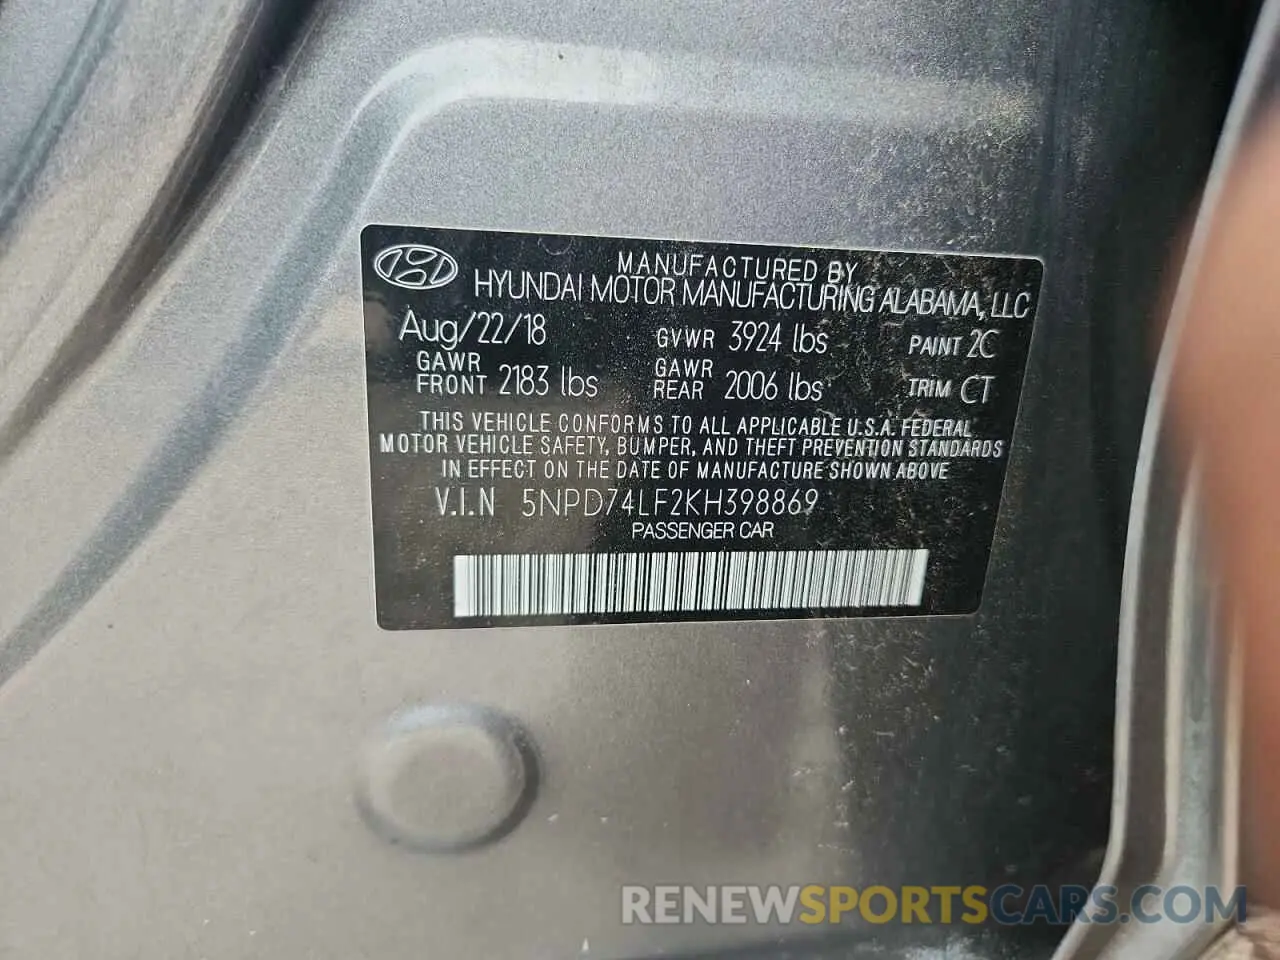 MANUFACTURED BY
HYUNDAI MOTOR MANUFACTURING ALABAMA, LLC
Aug/22/18 GVWR 3924 lbs PAINT 2C
GAWR FRONT 2183 lbs GAWR REAR 2006 lbs TRIM CT
THIS VEHICLE CONFORMS TO ALL APPLICABLE U.S.A. FEDERAL
MOTOR VEHICLE SAFETY, BUMPER, AND THEFT PREVENTION STANDARDS
IN EFFECT ON THE DATE OF MANUFACTURE SHOWN ABOVE
V.I.N 5NPD74LF2KH398869
PASSENGER CAR
RENEWSPORTSCARS.COM